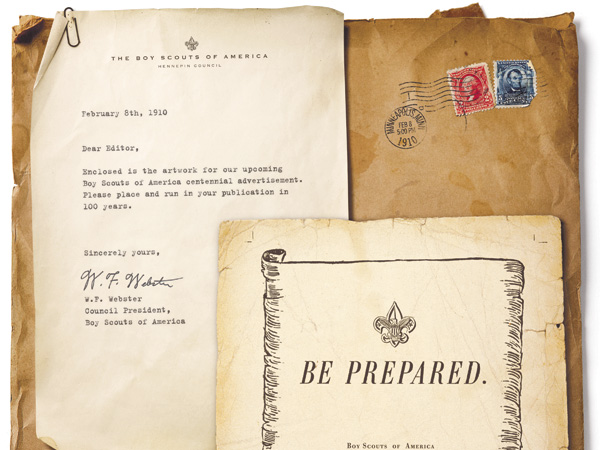 THE BOY SCOUTS OF AMERICA
HENNEPIN COUNCIL
February 8th, 1910
Dear Editor,
Enclosed is the artwork for our upcoming
Boy Scouts of America centennial advertisement.
Please place and run in your publication in
100 years.
Sincerely yours,
W. F. Webster
W.F. Webster
Council President,
Boy Scouts of America
MINNEAPOLIS, MINN.
FEB 8
5:00 PM
1910
BE PREPARED.
BOY SCOUTS OF AMERICA